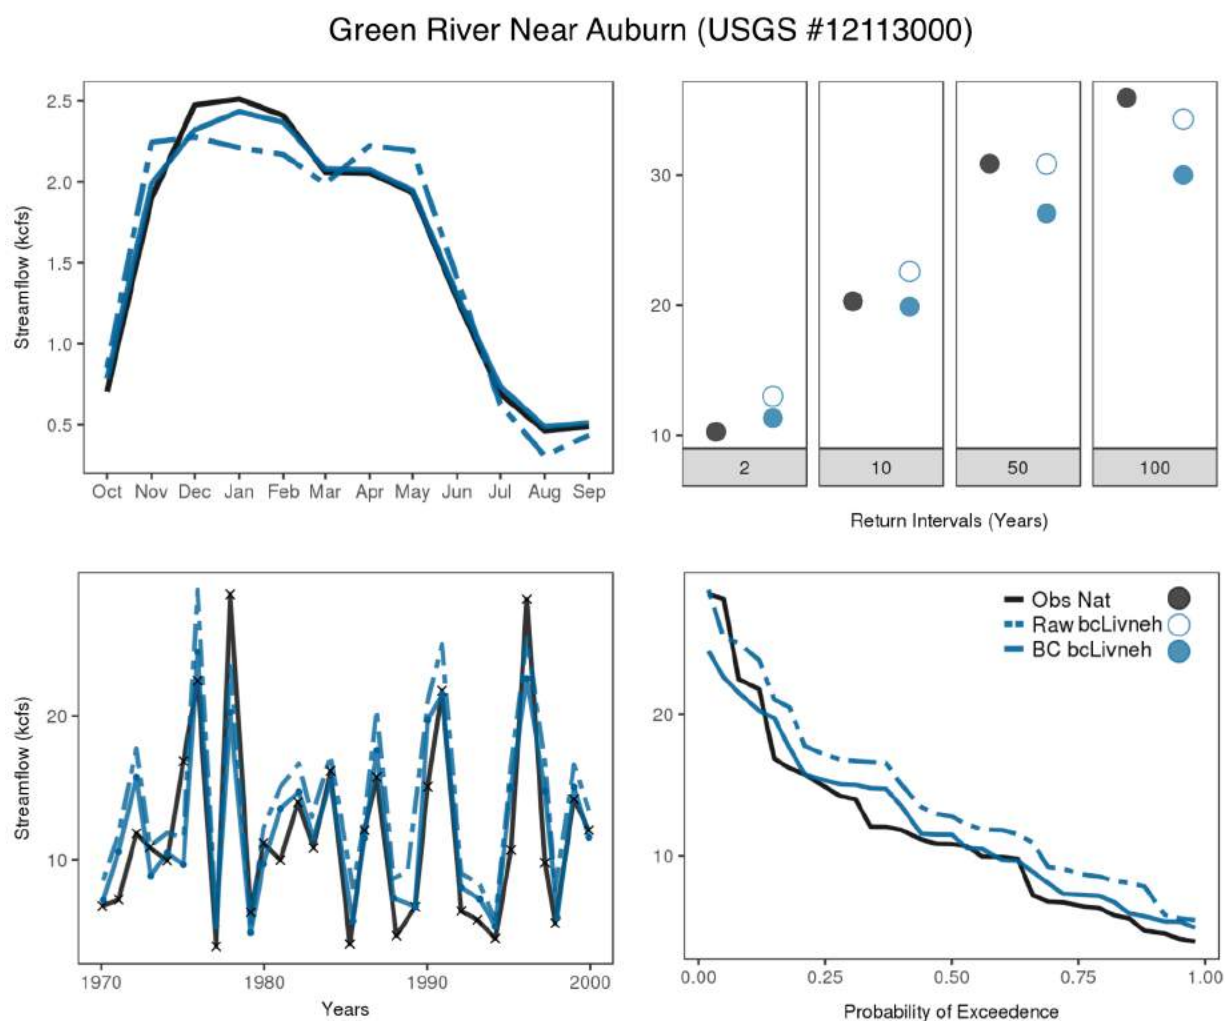 Green River Near Auburn (USGS #12113000)
Streamflow (kcfs)
2.5
2.0
1.5
1.0
0.5
Oct Nov Dec Jan Feb Mar Apr May Jun Jul Aug Sep
30
20
10
2 10 50 100
Return Intervals (Years)
Streamflow (kcfs)
20
10
1970 1980 1990 2000
Years
20
10
Obs Nat
Raw bcLivneh
BC bcLivneh
0.00 0.25 0.50 0.75 1.00
Probability of Exceedence